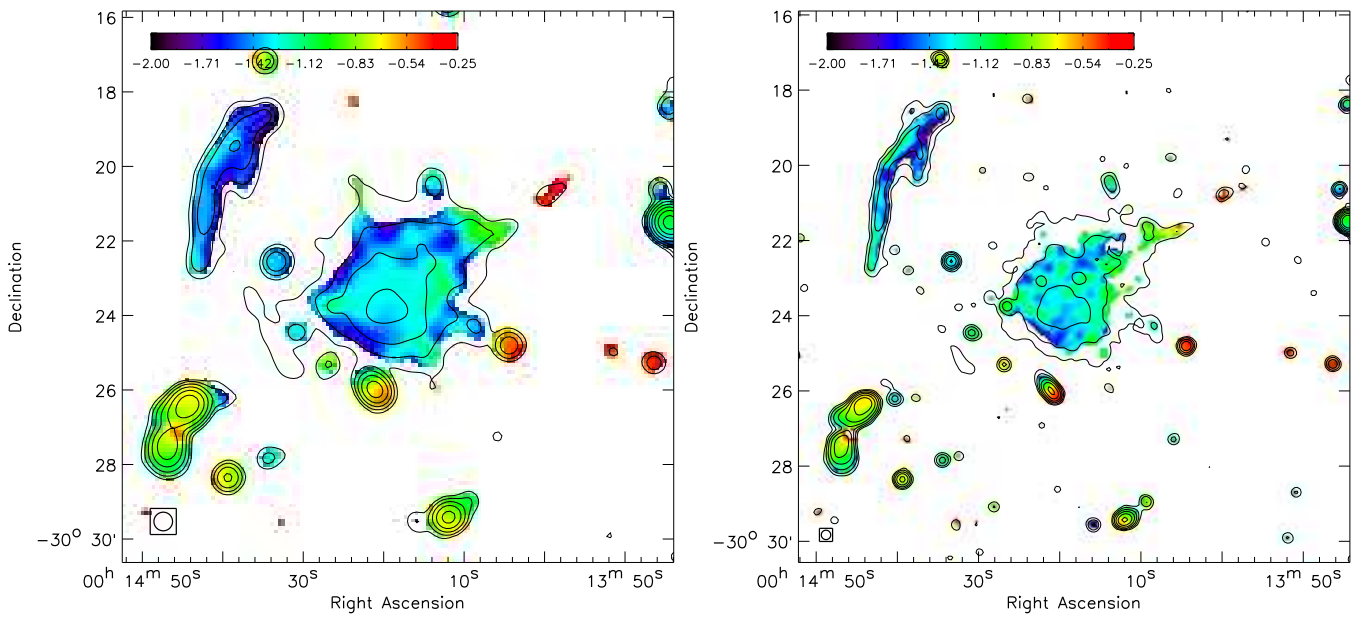 16
−2.00 −1.71 −1.42 −1.12 −0.83 −0.54 −0.25
18
20
22
24
26
28
−30° 30'
00ʰ 14ᵐ 50ˢ 30ˢ 10ˢ 13ᵐ 50ˢ
Right Ascension
Declination
16
−2.00 −1.71 −1.12 −0.83 −0.54 −0.25
18
20
22
24
26
28
−30° 30'
00ʰ 14ᵐ 50ˢ 30ˢ 10ˢ 13ᵐ 50ˢ
Right Ascension
Declination